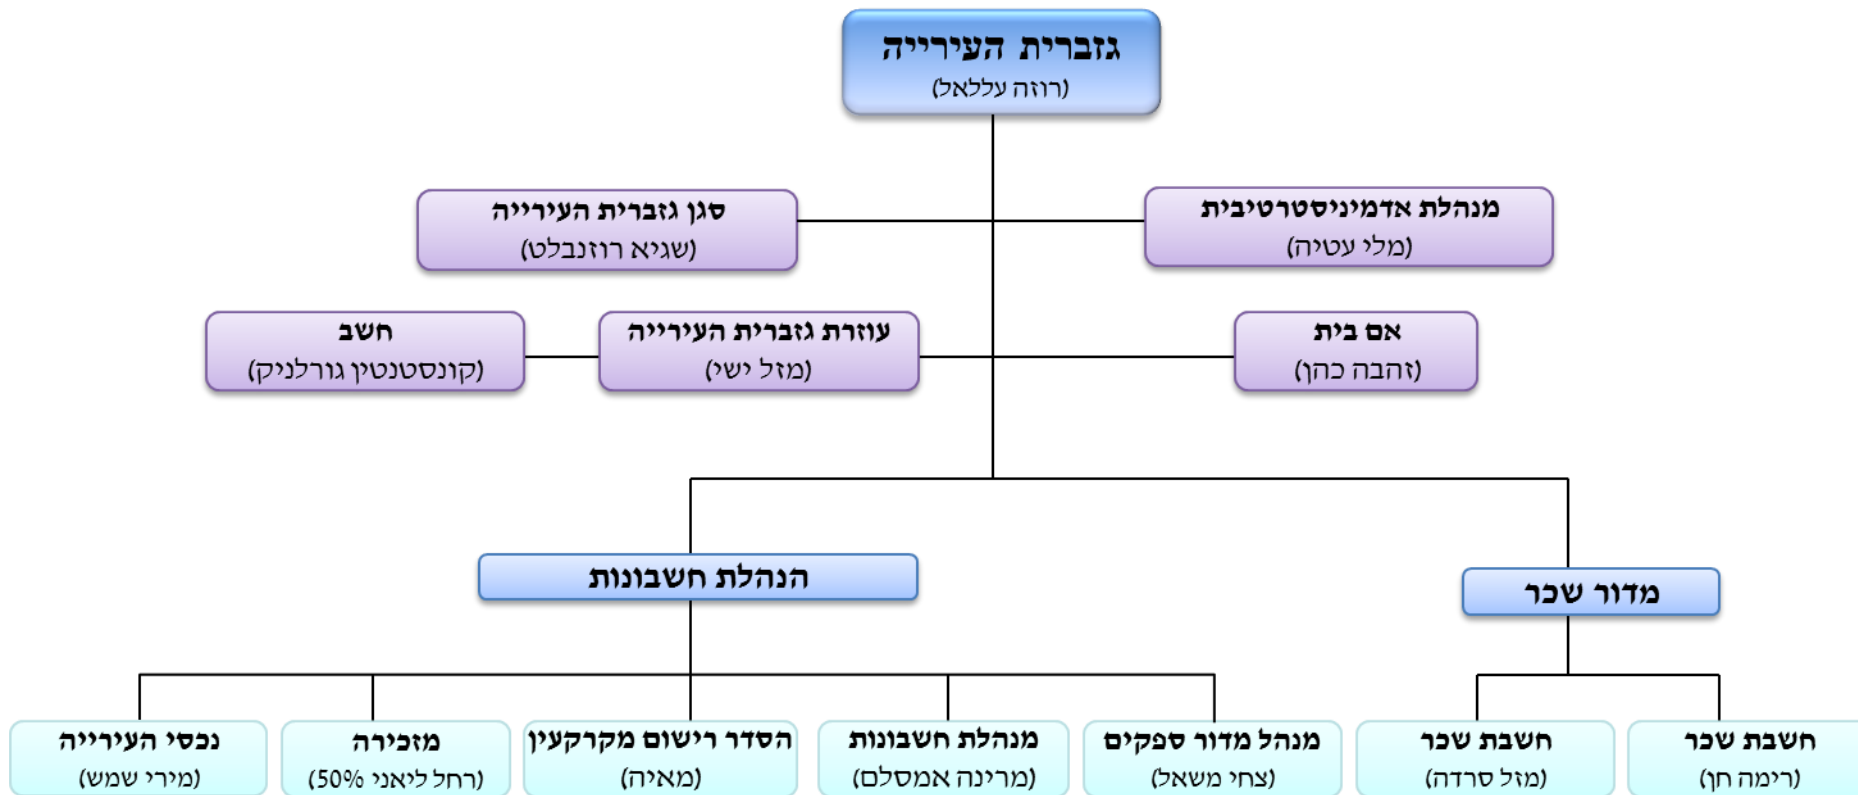 גזברית העירייה
(רוזה עללאל)
מנהלת אדמיניסטרטיבית
(מלי עטיה)
סגן גזברית העירייה
(שגיא רוזנבלט)
אם בית
(זהבה כהן)
עוזרת גזברית העירייה
(מזל ישי)
חשב
(קונסטנטין גורלניק)
מדור שכר
הנהלת חשבונות
חשבת שכר
(רימה חן)
חשבת שכר
(מזל סרדה)
מנהל מדור ספקים
(צחי משאל)
מנהלת חשבונות
(מרינה אמסלם)
הסדר רישום מקרקעין
(מאיה)
מזכירה
(רחל ליאני 50%)
נכסי העירייה
(מירי שמש)